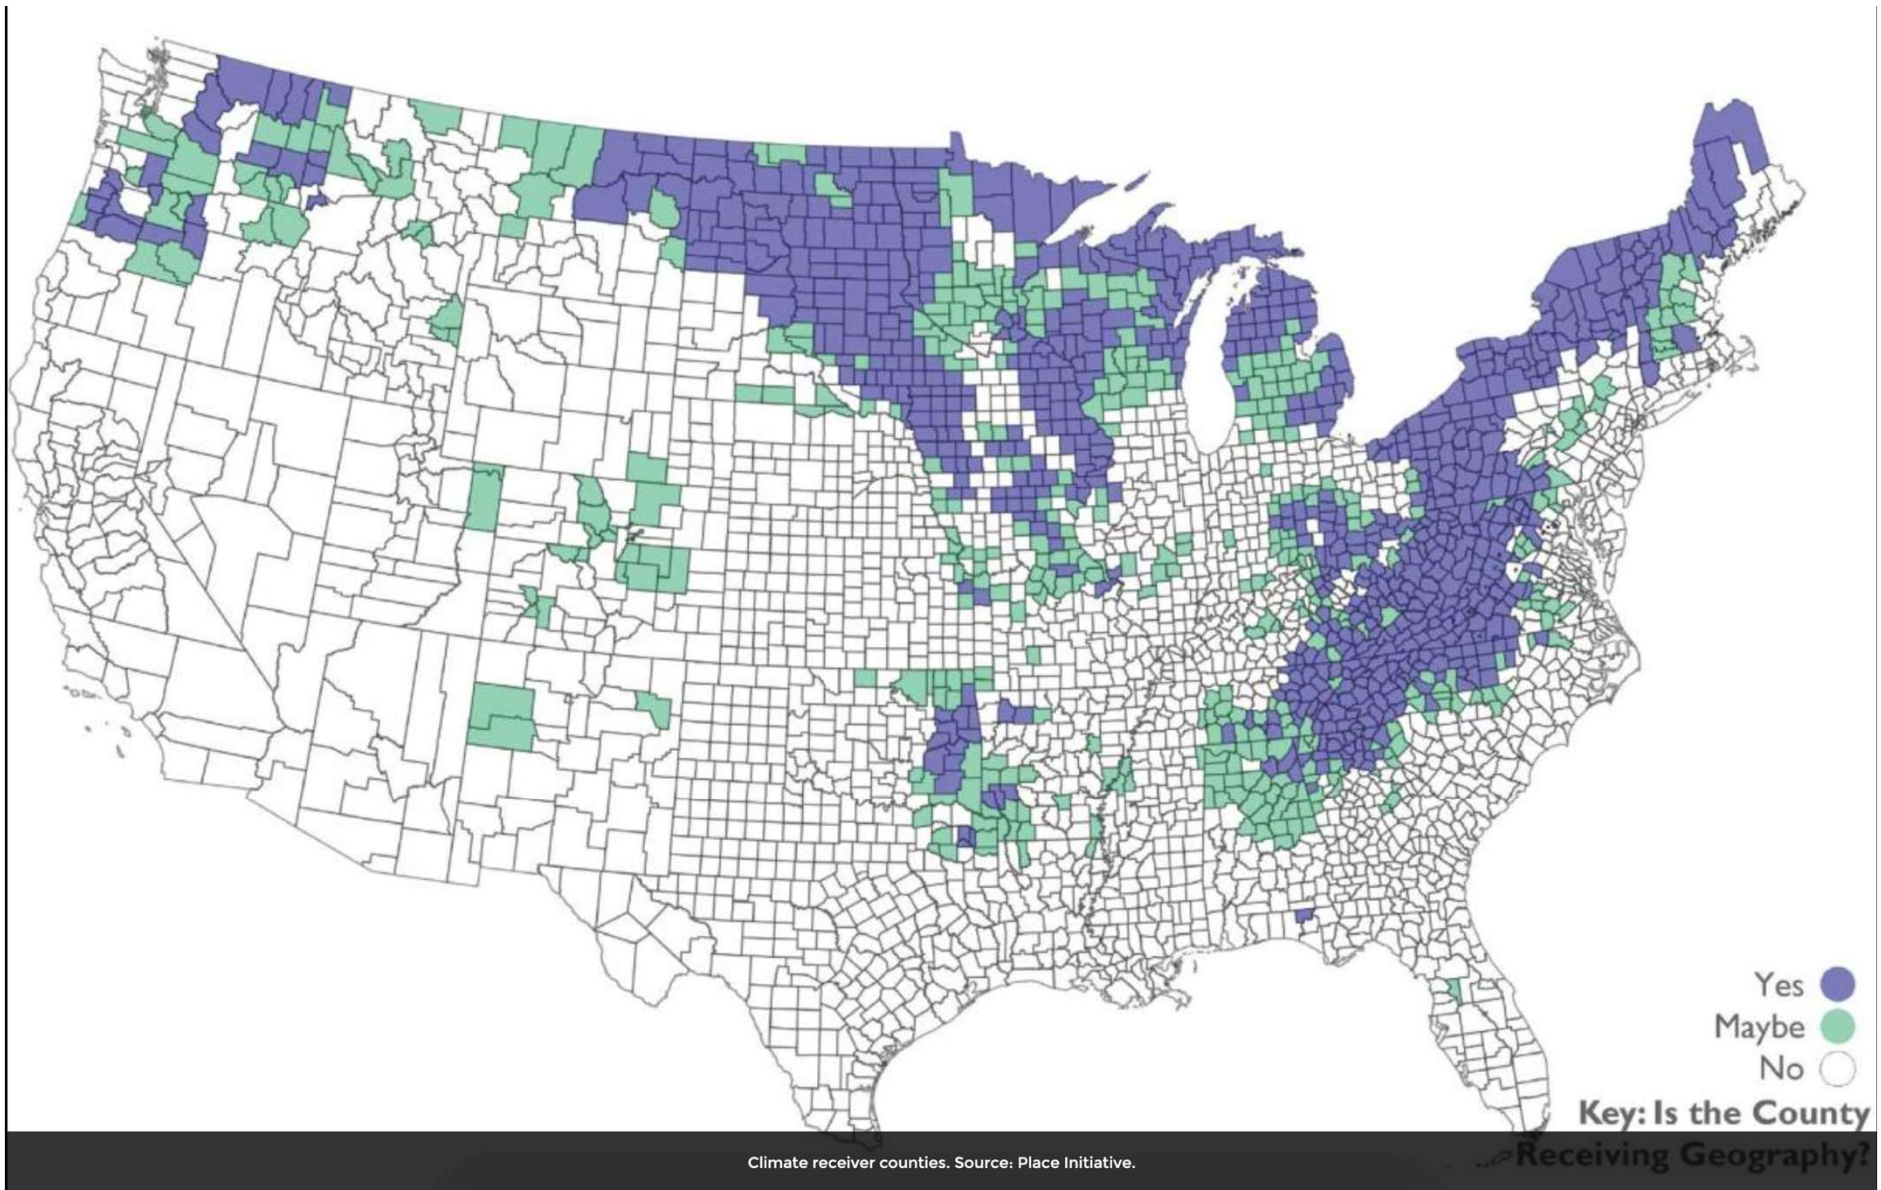 Yes
Maybe
No
Key: Is the County
Receiving Geography?
Climate receiver counties. Source: Place Initiative.